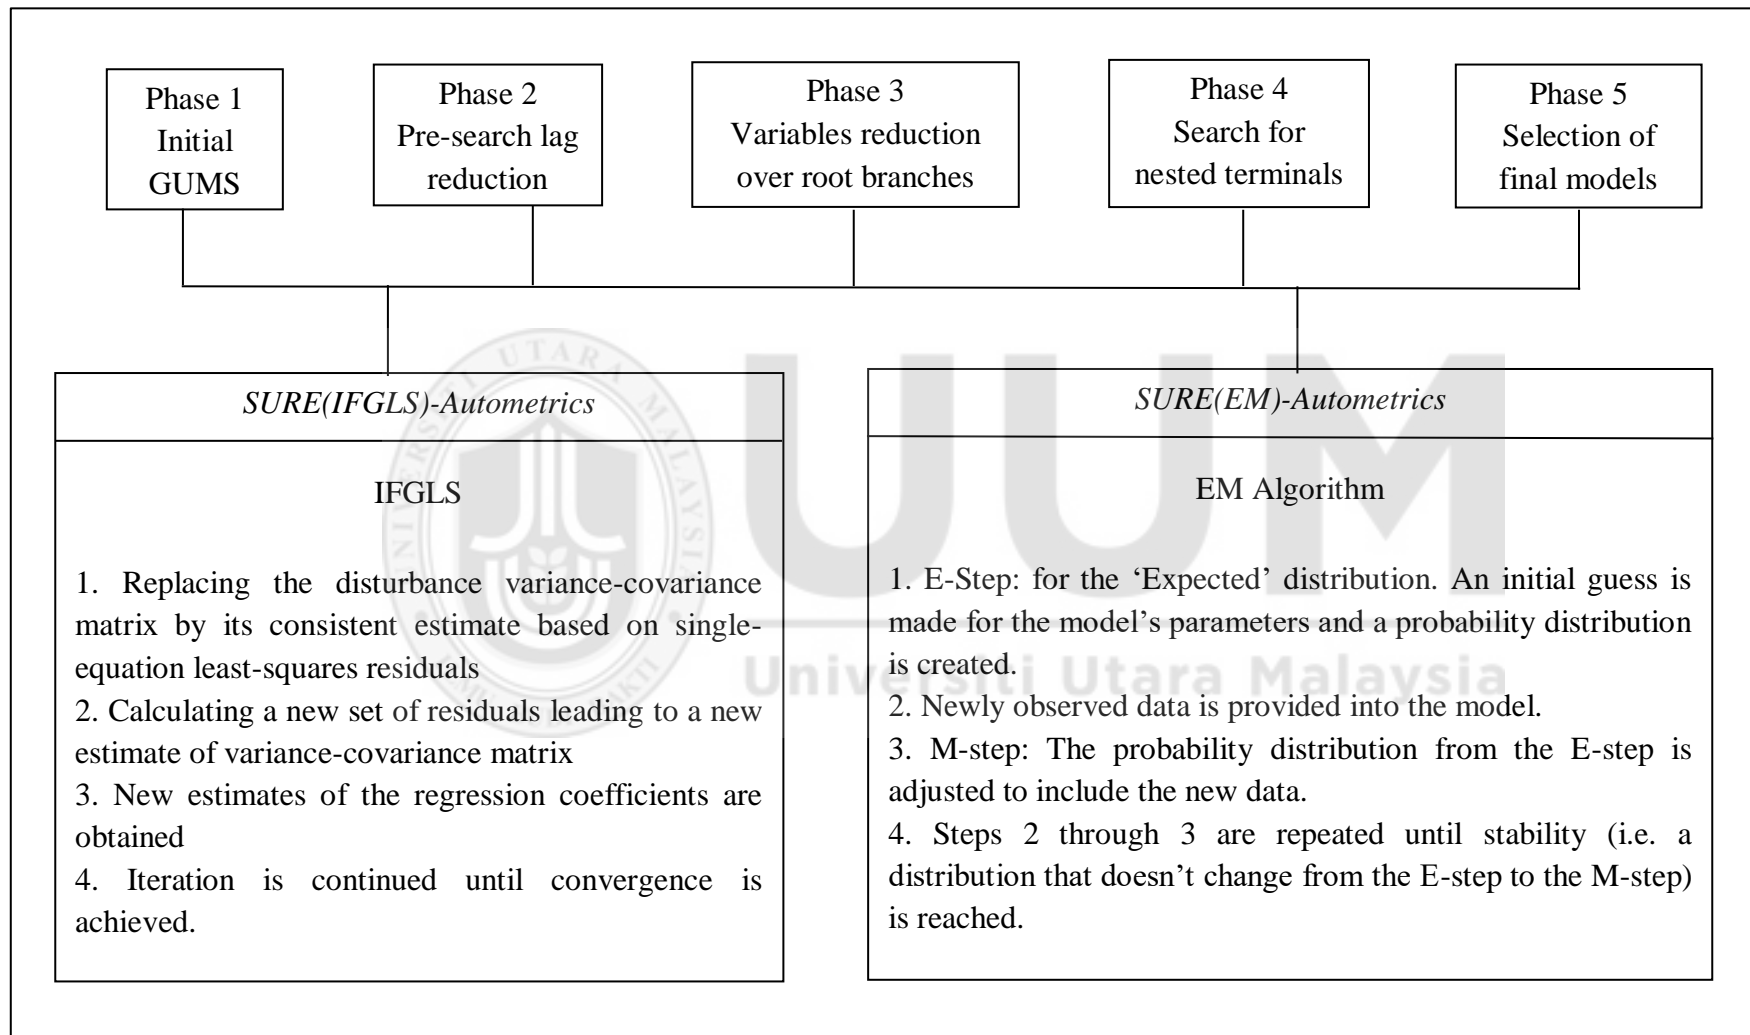 Phase 1
Initial
GUMS
Phase 2
Pre-search lag
reduction
Phase 3
Variables reduction
over root branches
Phase 4
Search for
nested terminals
Phase 5
Selection of
final models
SURE(IFGLS)-Autometrics
IFGLS
1. Replacing the disturbance variance-covariance
matrix by its consistent estimate based on single-
equation least-squares residuals
2. Calculating a new set of residuals leading to a new
estimate of variance-covariance matrix
3. New estimates of the regression coefficients are
obtained
4. Iteration is continued until convergence is
achieved.
SURE(EM)-Autometrics
EM Algorithm
1. E-Step: for the ‘Expected’ distribution. An initial guess is
made for the model’s parameters and a probability distribution
is created.
2. Newly observed data is provided into the model.
3. M-step: The probability distribution from the E-step is
adjusted to include the new data.
4. Steps 2 through 3 are repeated until stability (i.e. a
distribution that doesn’t change from the E-step to the M-step)
is reached.
UNIVERSITI UTARA MALAYSIA
UUM
Universiti Utara Malaysia